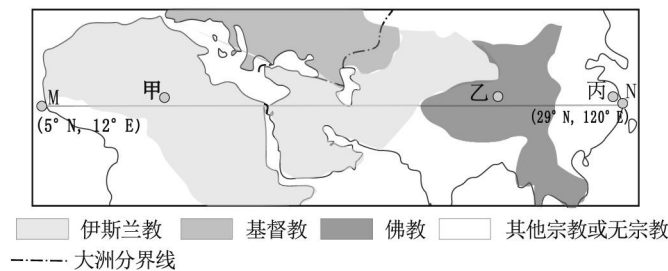 M 甲 乙 丙 N
(5° N, 12° E) (29° N, 120° E)
伊斯兰教 基督教 佛教 其他宗教或无宗教
大洲分界线